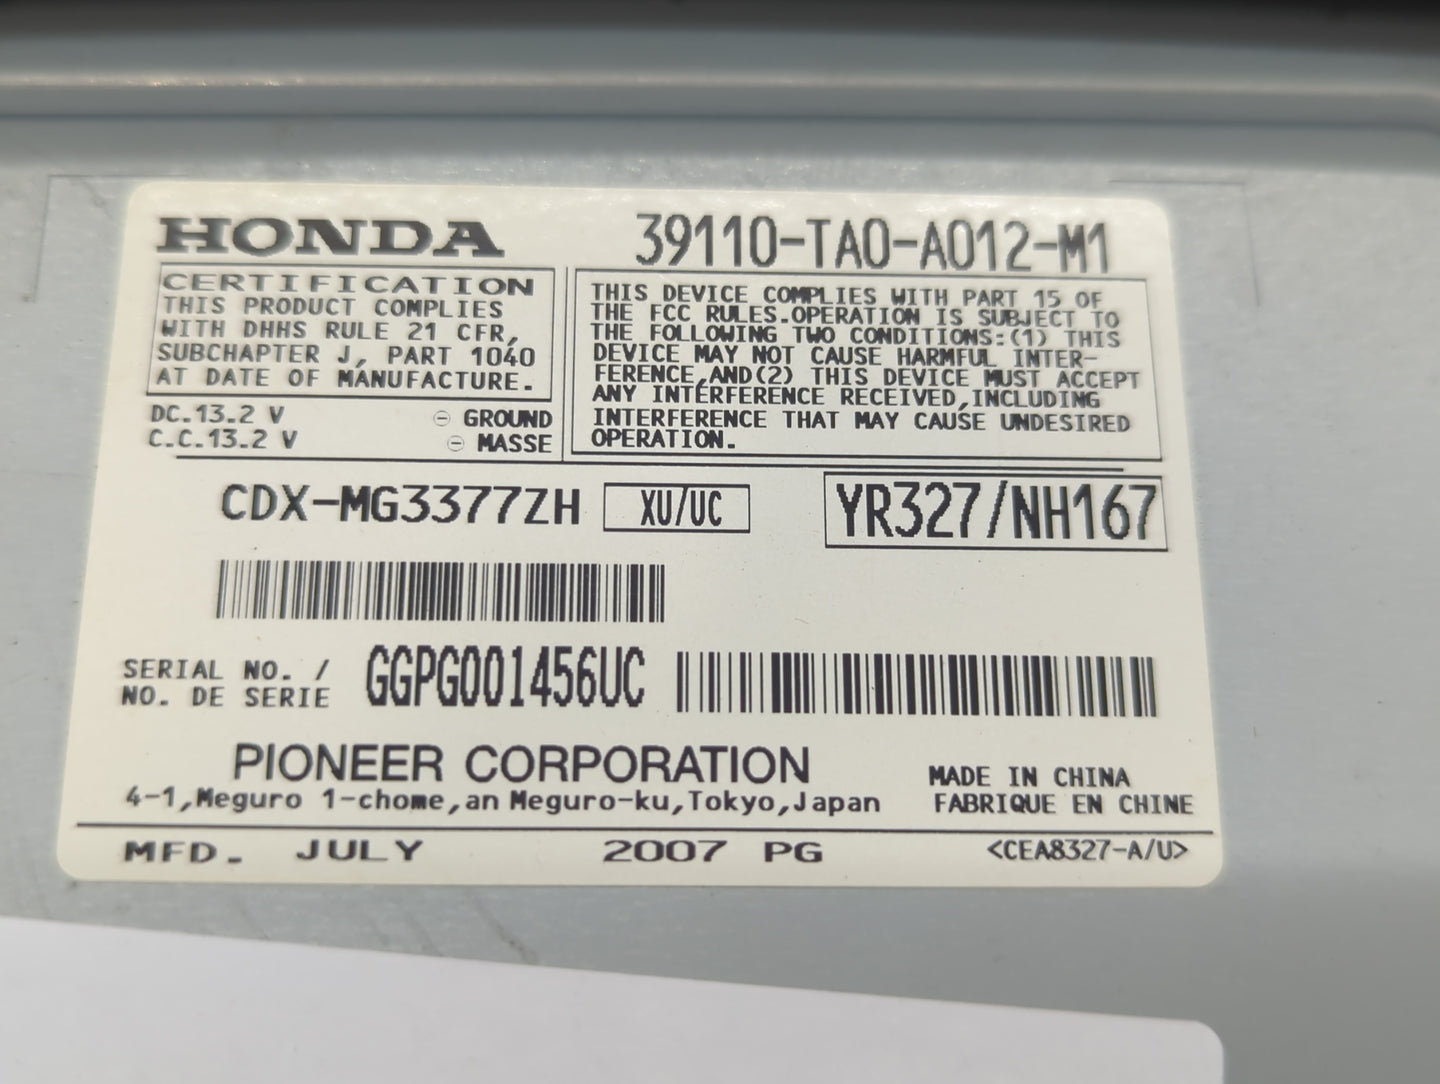 HONDA 39110-TA0-A012-M1
CERTIFICATION
THIS PRODUCT COMPLIES
WITH DHHS RULE 21 CFR,
SUBCHAPTER J, PART 1040
AT DATE OF MANUFACTURE.
THIS DEVICE COMPLIES WITH PART 15 OF
THE FCC RULES.OPERATION IS SUBJECT TO
THE FOLLOWING TWO CONDITIONS:(1) THIS
DEVICE MAY NOT CAUSE HARMFUL INTER-
FERENCE,AND(2) THIS DEVICE MUST ACCEPT
ANY INTERFERENCE RECEIVED,INCLUDING
INTERFERENCE THAT MAY CAUSE UNDESIRED
OPERATION.
DC.13.2 V ⊖ GROUND
C.C.13.2 V ⊖ MASSE
CDX-MG3377ZH XU/UC YR327/NH167
SERIAL NO. /
NO. DE SERIE
GGPG001456UC
PIONEER CORPORATION
4-1,Meguro 1-chome,an Meguro-ku,Tokyo,Japan
MADE IN CHINA
FABRIQUE EN CHINE
MFD. JULY 2007 PG <CEA8327-A/U>